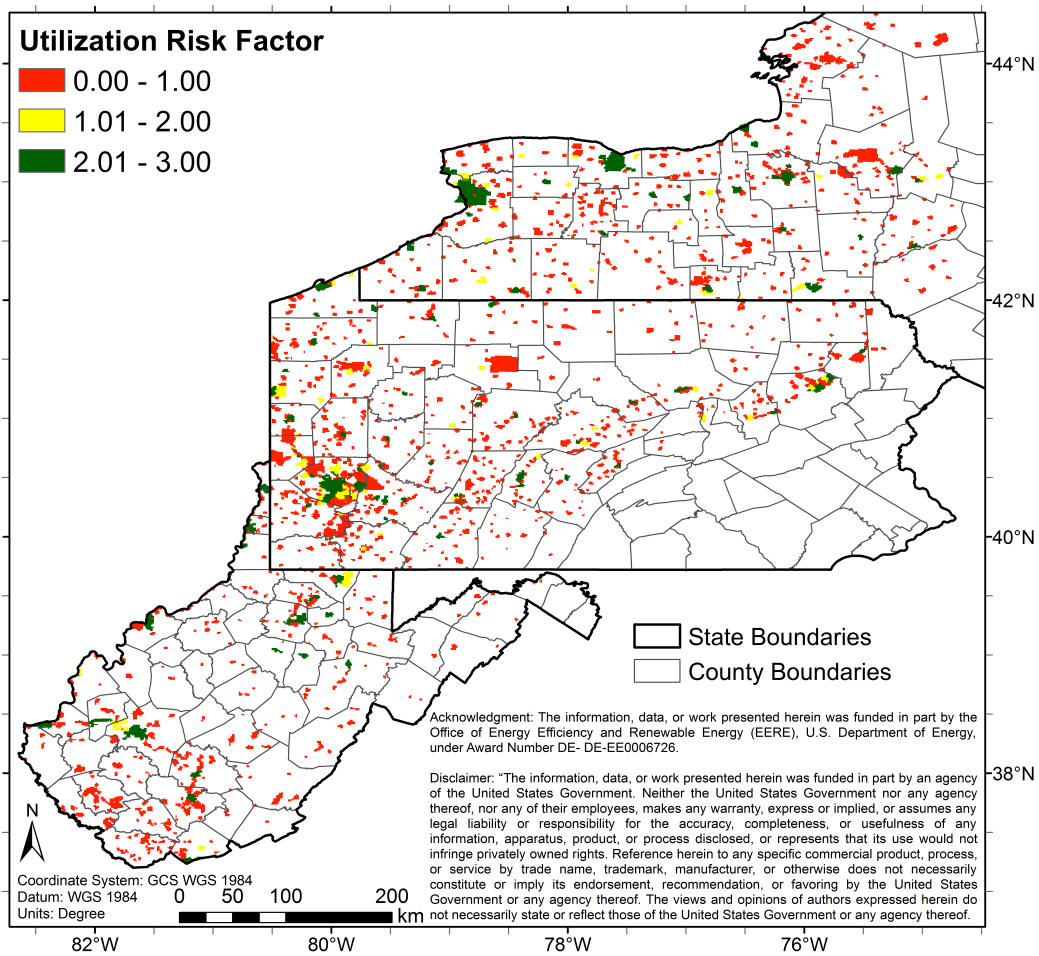 Utilization Risk Factor
0.00 - 1.00
1.01 - 2.00
2.01 - 3.00
44°N
42°N
40°N
38°N
State Boundaries
County Boundaries
Acknowledgment: The information, data, or work presented herein was funded in part by the
Office of Energy Efficiency and Renewable Energy (EERE), U.S. Department of Energy,
under Award Number DE- DE-EE0006726.
Disclaimer: “The information, data, or work presented herein was funded in part by an agency
of the United States Government. Neither the United States Government nor any agency
thereof, nor any of their employees, makes any warranty, express or implied, or assumes any
legal liability or responsibility for the accuracy, completeness, or usefulness of any
information, apparatus, product, or process disclosed, or represents that its use would not
infringe privately owned rights. Reference herein to any specific commercial product, process,
or service by trade name, trademark, manufacturer, or otherwise does not necessarily
constitute or imply its endorsement, recommendation, or favoring by the United States
Government or any agency thereof. The views and opinions of authors expressed herein do
not necessarily state or reflect those of the United States Government or any agency thereof.
N
Coordinate System: GCS WGS 1984
Datum: WGS 1984
Units: Degree
0 50 100 200
km
82°W 80°W 78°W 76°W